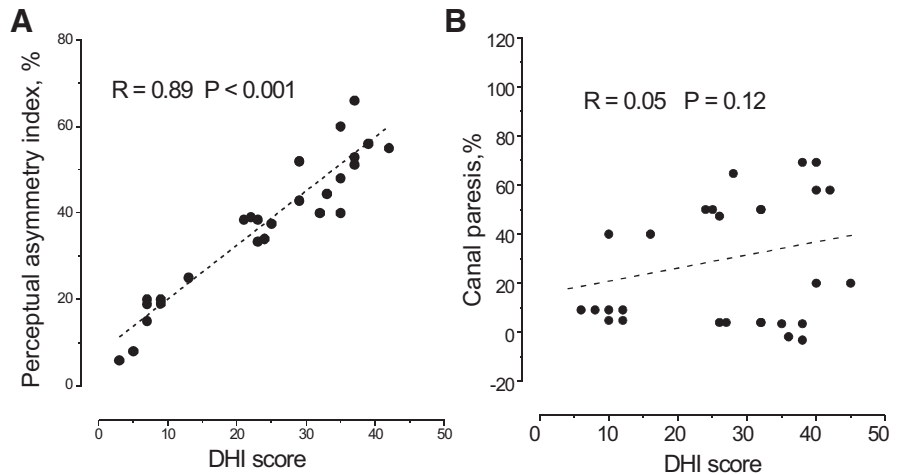 A
Perceptual asymmetry index, %
80
60
40
20
0
R = 0.89 P < 0.001
0 10 20 30 40 50
DHI score
B
Canal paresis,%
120
100
80
60
40
20
0
-20
R = 0.05 P = 0.12
0 10 20 30 40 50
DHI score